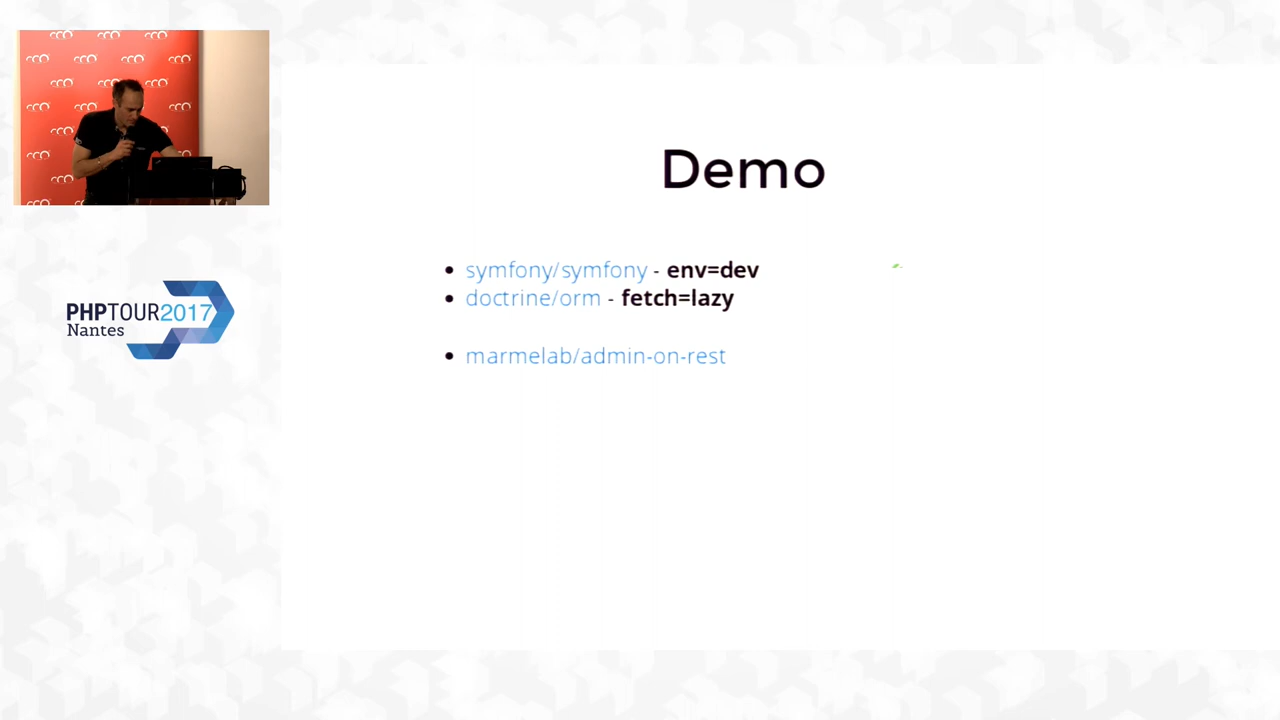 Demo
symfony/symfony - env=dev
doctrine/orm - fetch=lazy
marmelab/admin-on-rest
PHPTOUR2017
Nantes